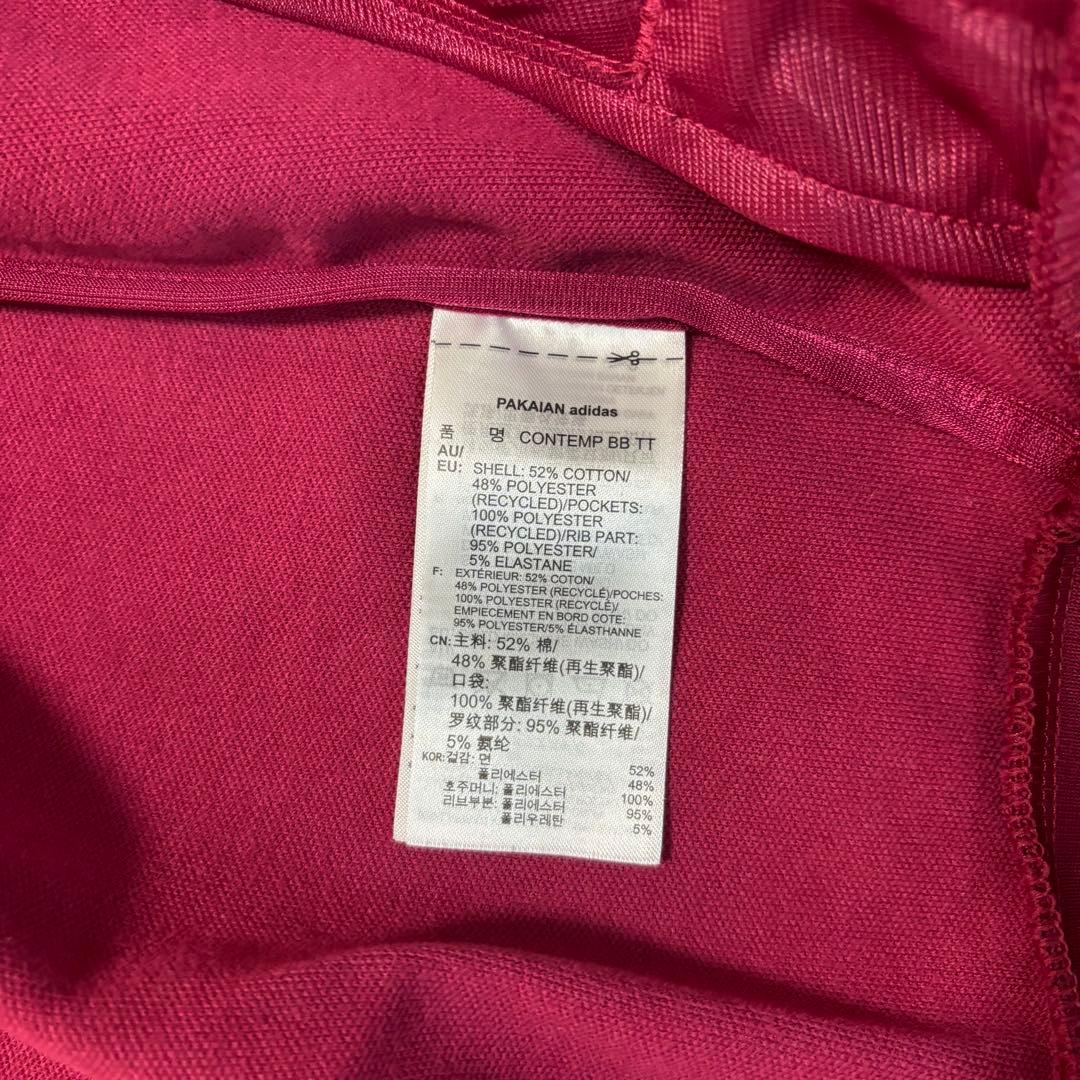 PAKAIAN adidas
품 명 CONTEMP BB TT
AU/
EU: SHELL: 52% COTTON/
48% POLYESTER
(RECYCLED)/POCKETS:
100% POLYESTER
(RECYCLED)/RIB PART:
95% POLYESTER/
5% ELASTANE
F: EXTÉRIEUR: 52% COTON/
48% POLYESTER (RECYCLÉ)/POCHES:
100% POLYESTER (RECYCLÉ)/
EMPIECEMENT EN BORD COTE:
95% POLYESTER/5% ÉLASTHANNE
CN: 主料: 52% 棉/
48% 聚酯纤维(再生聚酯)/
口袋:
100% 聚酯纤维(再生聚酯)/
罗纹部分: 95% 聚酯纤维/
5% 氨纶
KOR: 겉감: 면 52%
폴리에스터 48%
호주머니: 폴리에스터 100%
리브부분: 폴리에스터 95%
폴리우레탄 5%